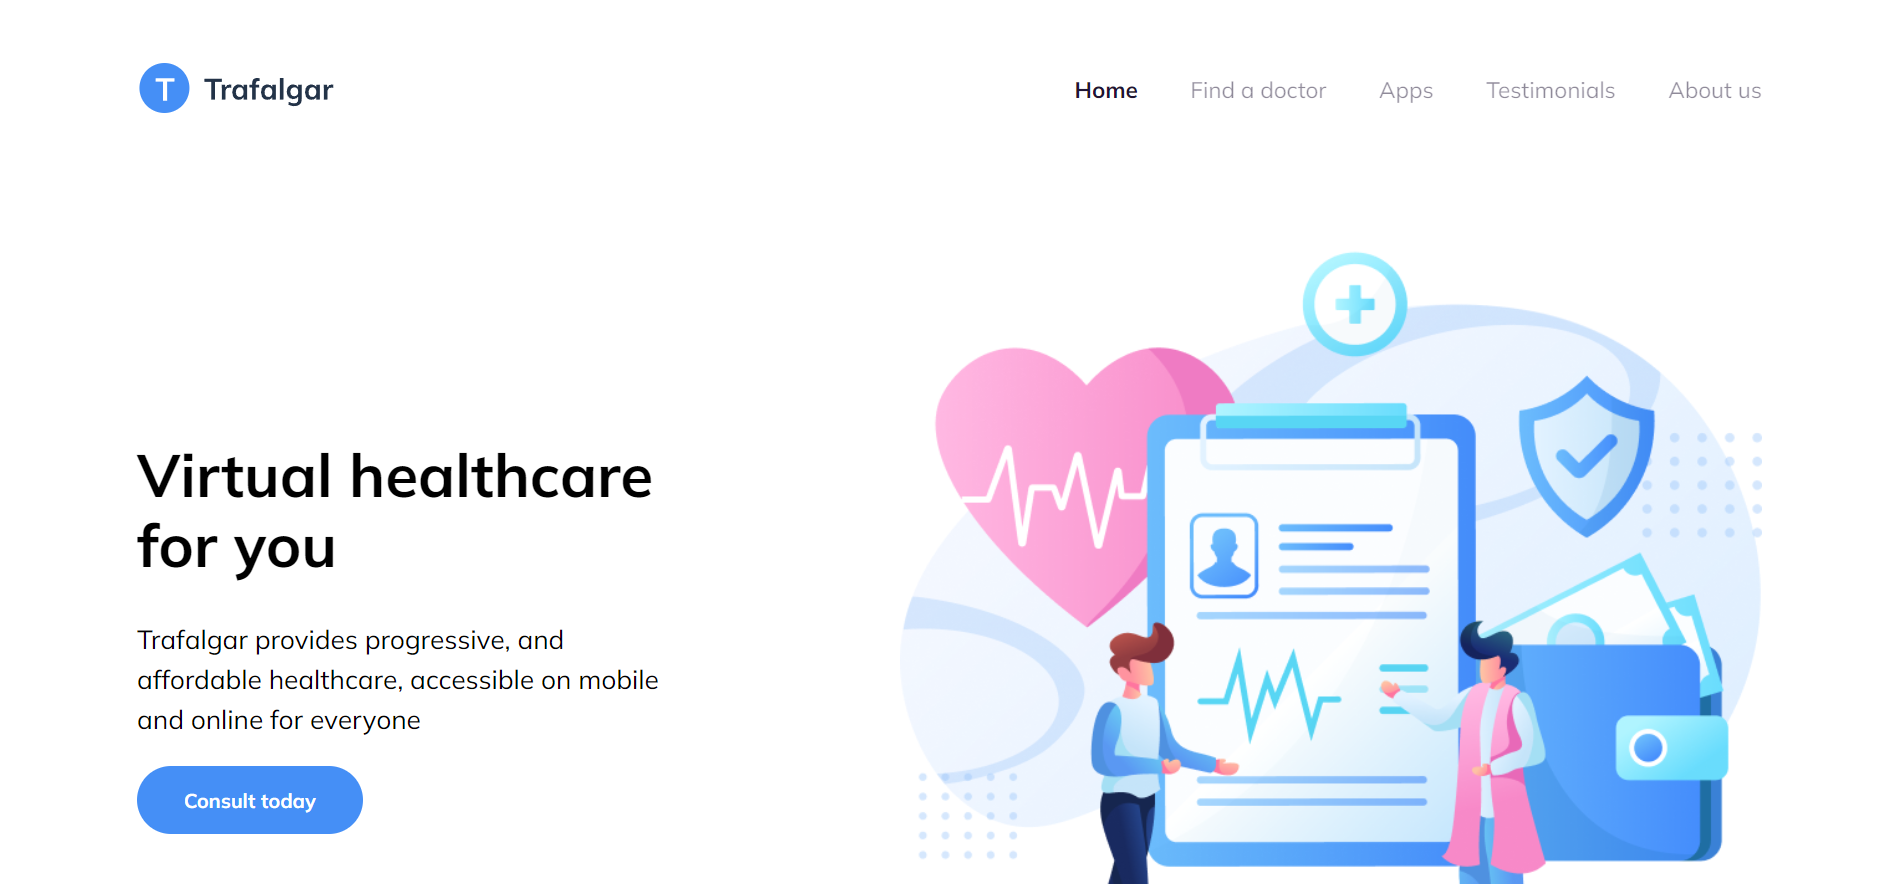 T Trafalgar
Home Find a doctor Apps Testimonials About us
Virtual healthcare
for you
Trafalgar provides progressive, and
affordable healthcare, accessible on mobile
and online for everyone
Consult today